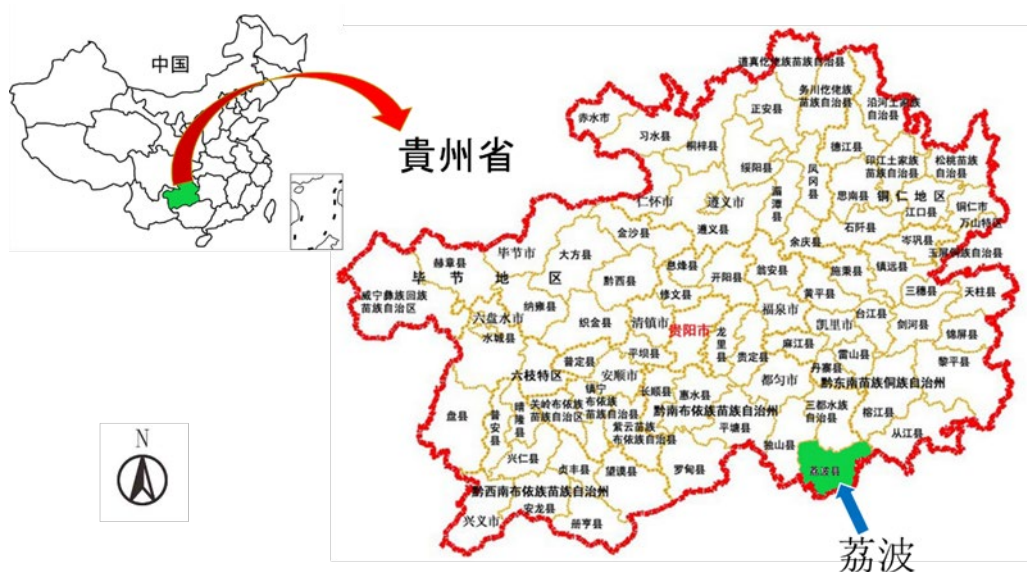 中国
貴州省
道真仡佬族苗族自治县
务川仡佬族
苗族自治县
沿河土家族
自治县
正安县
赤水市
习水县
桐梓县
德江县
印江土家族
苗族自治县
松桃苗族
自治县
绥阳县
凤冈县
湄潭县
思南县
铜仁地区
仁怀市
遵义市
江口县
铜仁市
万山特区
石阡县
金沙县
遵义县
余庆县
岑巩县
玉屏侗族自治县
毕节市
大方县
赫章县
毕节地区
黔西县
息烽县
开阳县
瓮安县
施秉县
镇远县
威宁彝族回族
苗族自治区
纳雍县
修文县
黄平县
三穗县
天柱县
六盘水市
水城县
织金县
清镇市
贵阳市
龙里县
福泉市
凯里市
台江县
剑河县
锦屏县
普定县
平坝县
贵定县
麻江县
雷山县
黎平县
六枝特区
安顺市
丹寨县
黔东南苗族侗族自治州
都匀市
盘县
普安县
晴隆县
关岭布依族
苗族自治区
镇宁
布依族
苗族自治县
长顺县
惠水县
黔南布依族苗族自治州
三都水族
自治县
榕江县
紫云苗族
布依族自治县
平塘县
从江县
独山县
兴仁县
贞丰县
望谟县
罗甸县
荔波县
黔西南布依族苗族自治州
兴义市
安龙县
册亨县
N
荔波